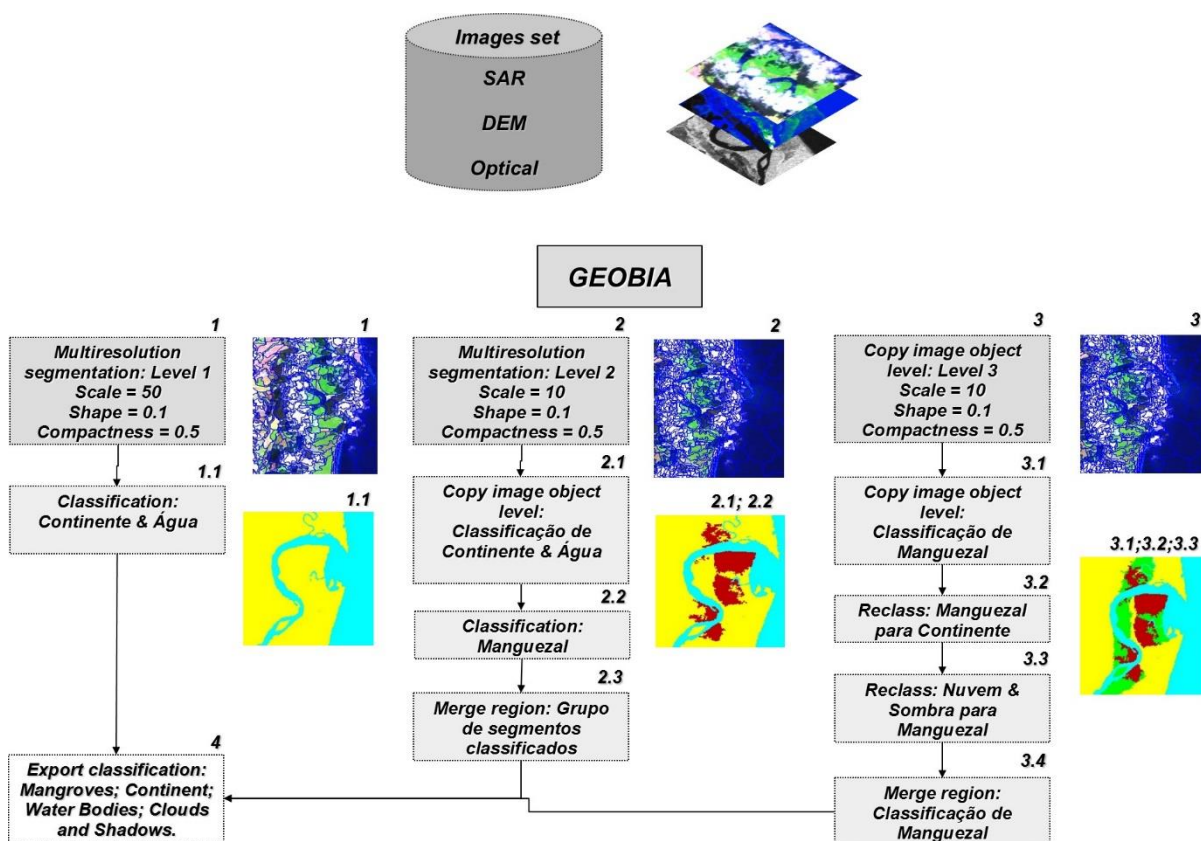 Images set
SAR
DEM
Optical
GEOBIA
1
Multiresolution
segmentation: Level 1
Scale = 50
Shape = 0.1
Compactness = 0.5
1
1.1
Classification:
Continente & Água
1.1
2
Multiresolution
segmentation: Level 2
Scale = 10
Shape = 0.1
Compactness = 0.5
2
2.1
Copy image object
level:
Classificação de
Continente & Água
2.1; 2.2
2.2
Classification:
Manguezal
2.3
Merge region: Grupo
de segmentos
classificados
3
Copy image object
level: Level 3
Scale = 10
Shape = 0.1
Compactness = 0.5
3
3.1
Copy image object
level:
Classificação de
Manguezal
3.1;3.2;3.3
3.2
Reclass: Manguezal
para Continente
3.3
Reclass: Nuvem &
Sombra para
Manguezal
3.4
Merge region:
Classificação de
Manguezal
4
Export classification:
Mangroves; Continent;
Water Bodies; Clouds
and Shadows.